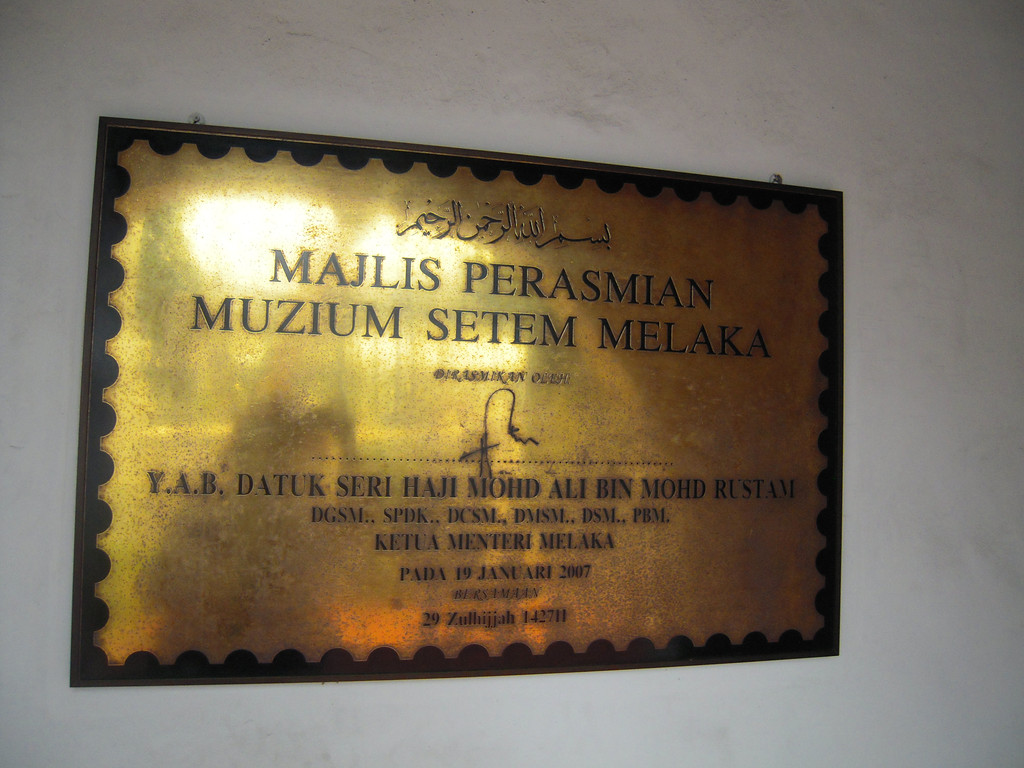 بسم الله الرحمن الرحيم
MAJLIS PERASMIAN
MUZIUM SETEM MELAKA
DIRASMIKAN OLEH
Y.A.B. DATUK SERI HAJI MOHD ALI BIN MOHD RUSTAM
DGSM., SPDK., DCSM., DMSM., DSM., PBM.
KETUA MENTERI MELAKA
PADA 19 JANUARI 2007
BERSAMAAN
29 Zulhijjah 1427H